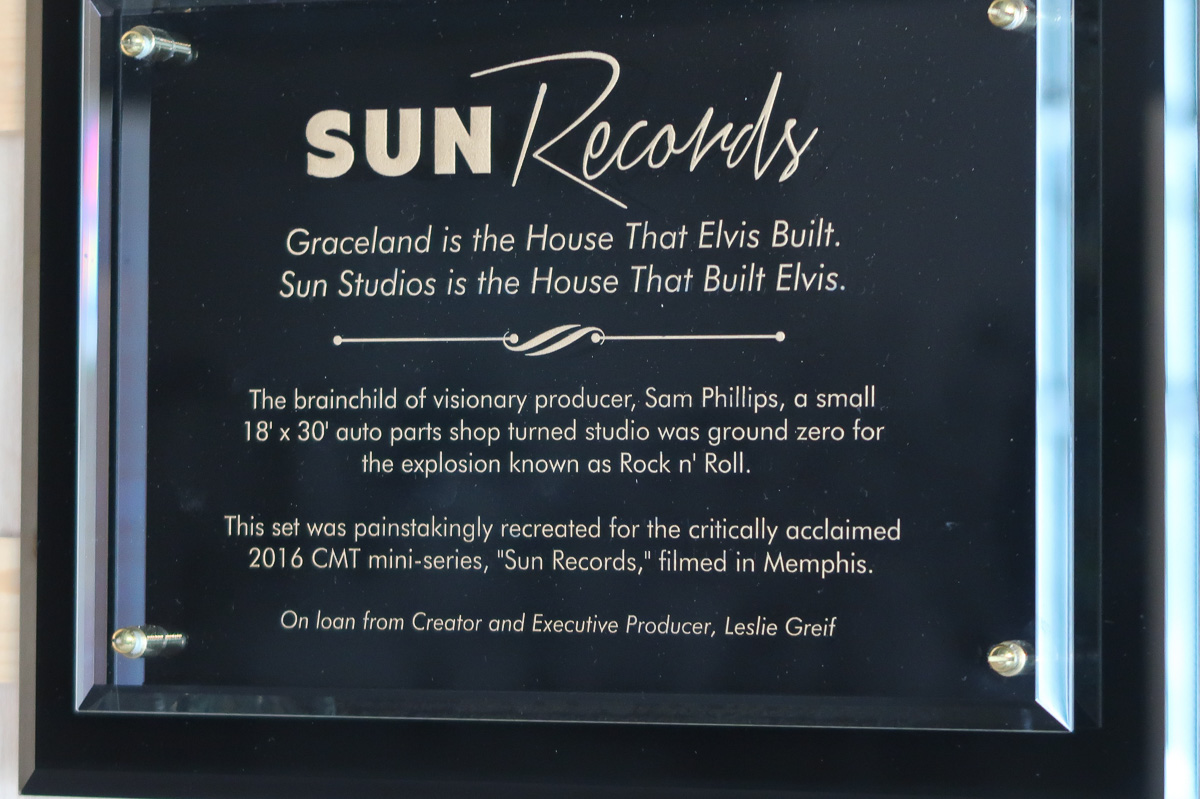 SUN Records
Graceland is the House That Elvis Built.
Sun Studios is the House That Built Elvis.
The brainchild of visionary producer, Sam Phillips, a small
18' x 30' auto parts shop turned studio was ground zero for
the explosion known as Rock n' Roll.
This set was painstakingly recreated for the critically acclaimed
2016 CMT mini-series, "Sun Records," filmed in Memphis.
On loan from Creator and Executive Producer, Leslie Greif